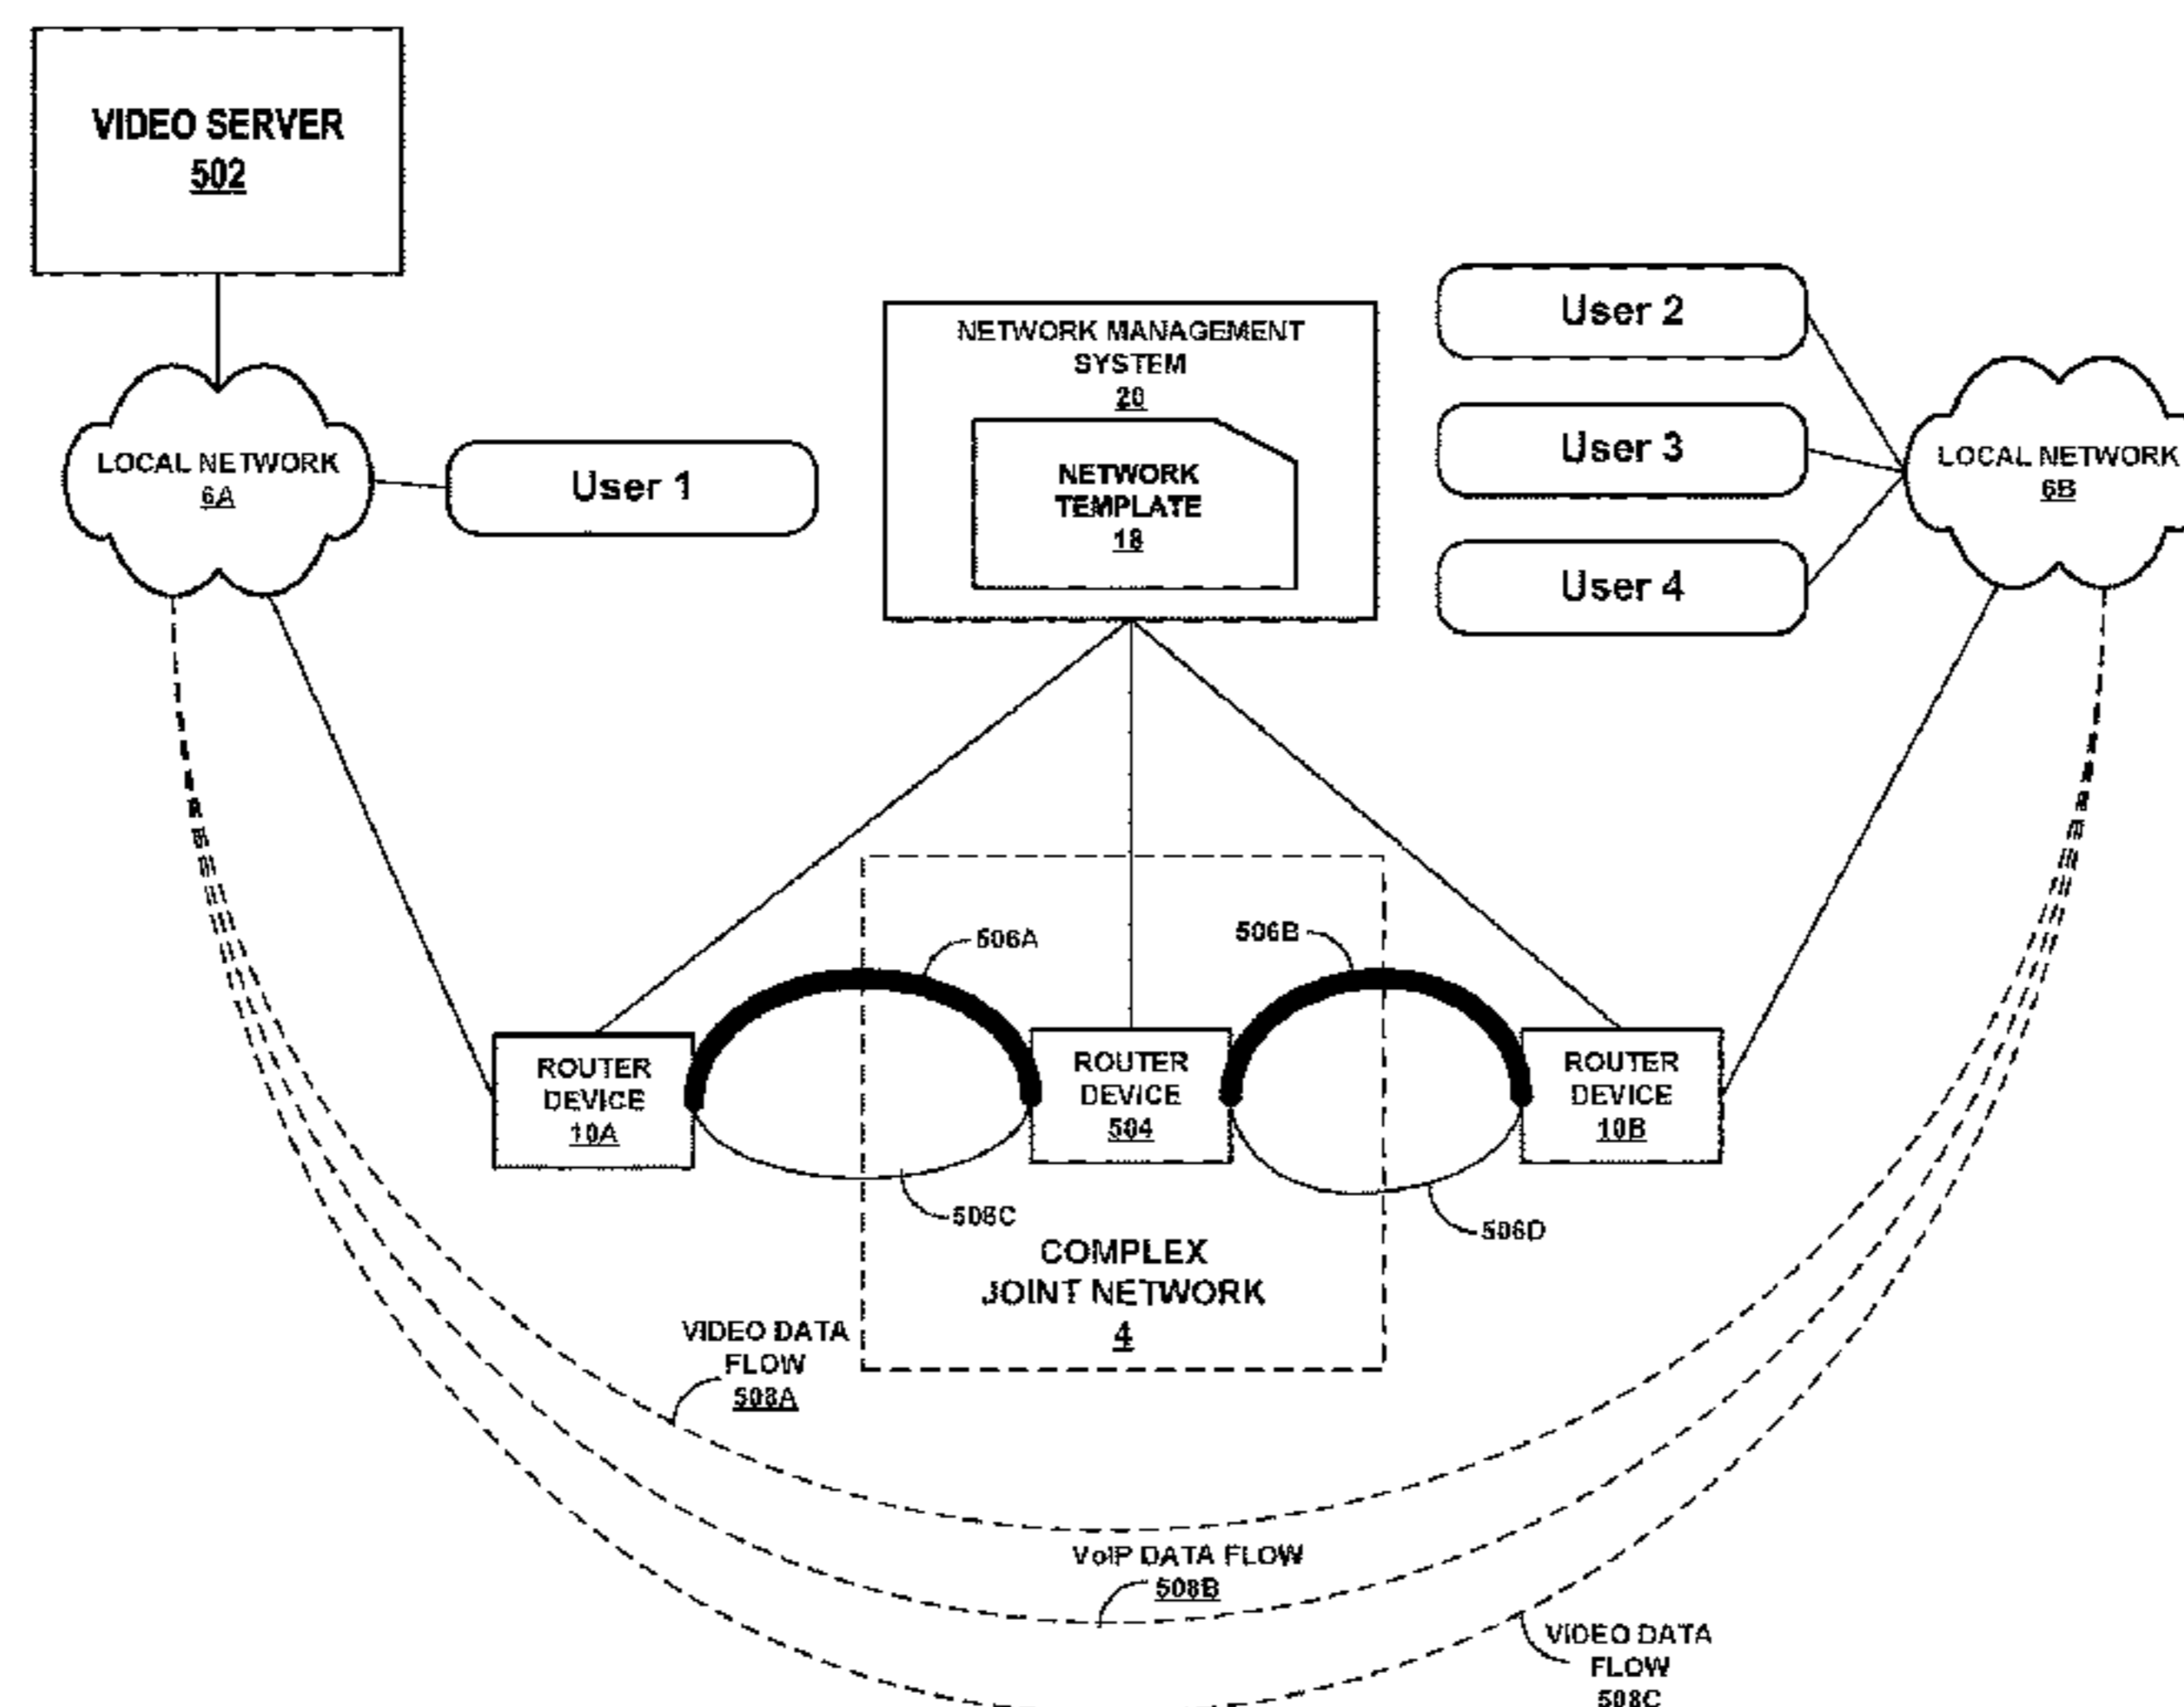 VIDEO SERVER
502
NETWORK MANAGEMENT
SYSTEM
20
NETWORK
TEMPLATE
18
User 2
User 3
User 4
LOCAL NETWORK
6A
User 1
LOCAL NETWORK
6B
506A
506B
ROUTER
DEVICE
10A
ROUTER
DEVICE
504
ROUTER
DEVICE
10B
506C
506D
COMPLEX
JOINT NETWORK
4
VIDEO DATA
FLOW
508A
VoIP DATA FLOW
508B
VIDEO DATA
FLOW
508C